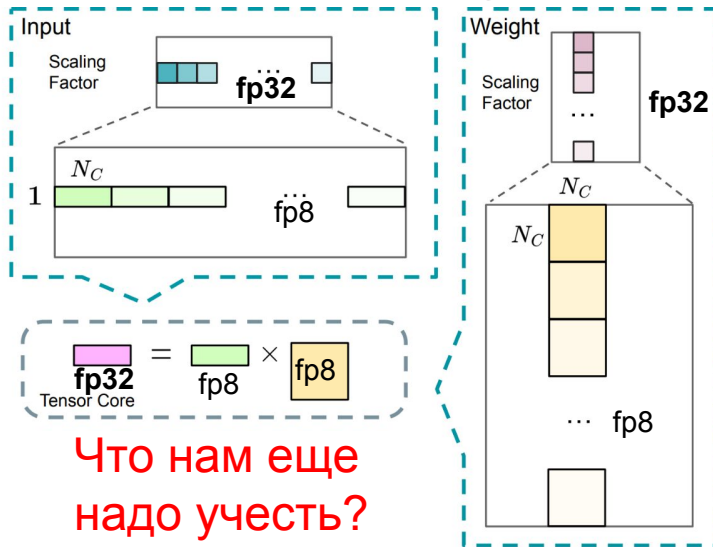 Input
Scaling
Factor
...
fp32
N_C
1
...
fp8
fp32 = fp8 × fp8
Tensor Core
Что нам еще
надо учесть?
Weight
Scaling
Factor
fp32
...
N_C
N_C
... fp8